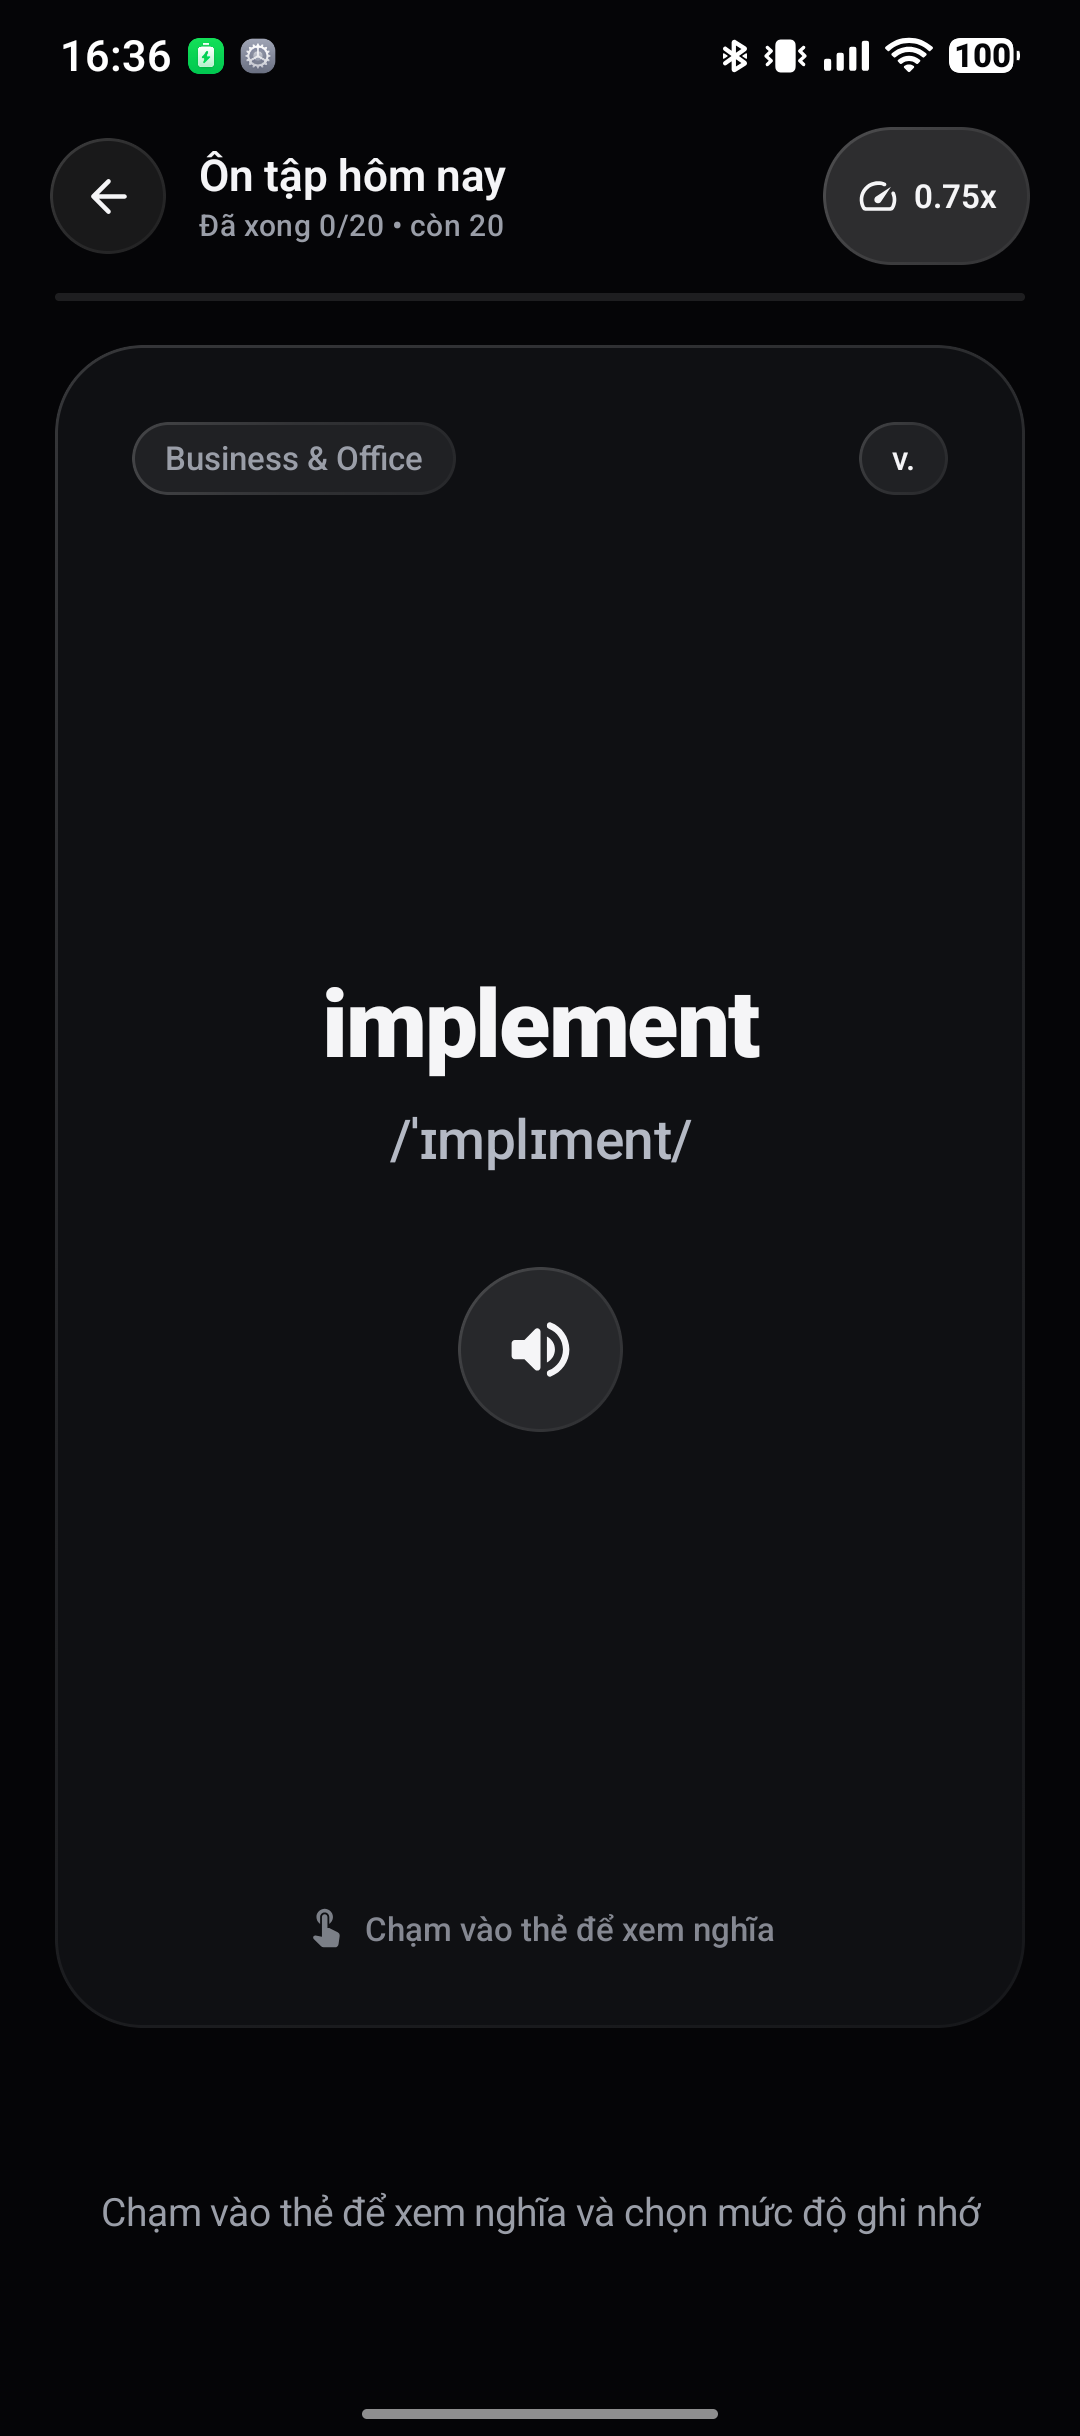 16:36
100
Ôn tập hôm nay
Đã xong 0/20 • còn 20
0.75x
Business & Office
v.
implement
/ˈɪmplɪment/
Chạm vào thẻ để xem nghĩa
Chạm vào thẻ để xem nghĩa và chọn mức độ ghi nhớ